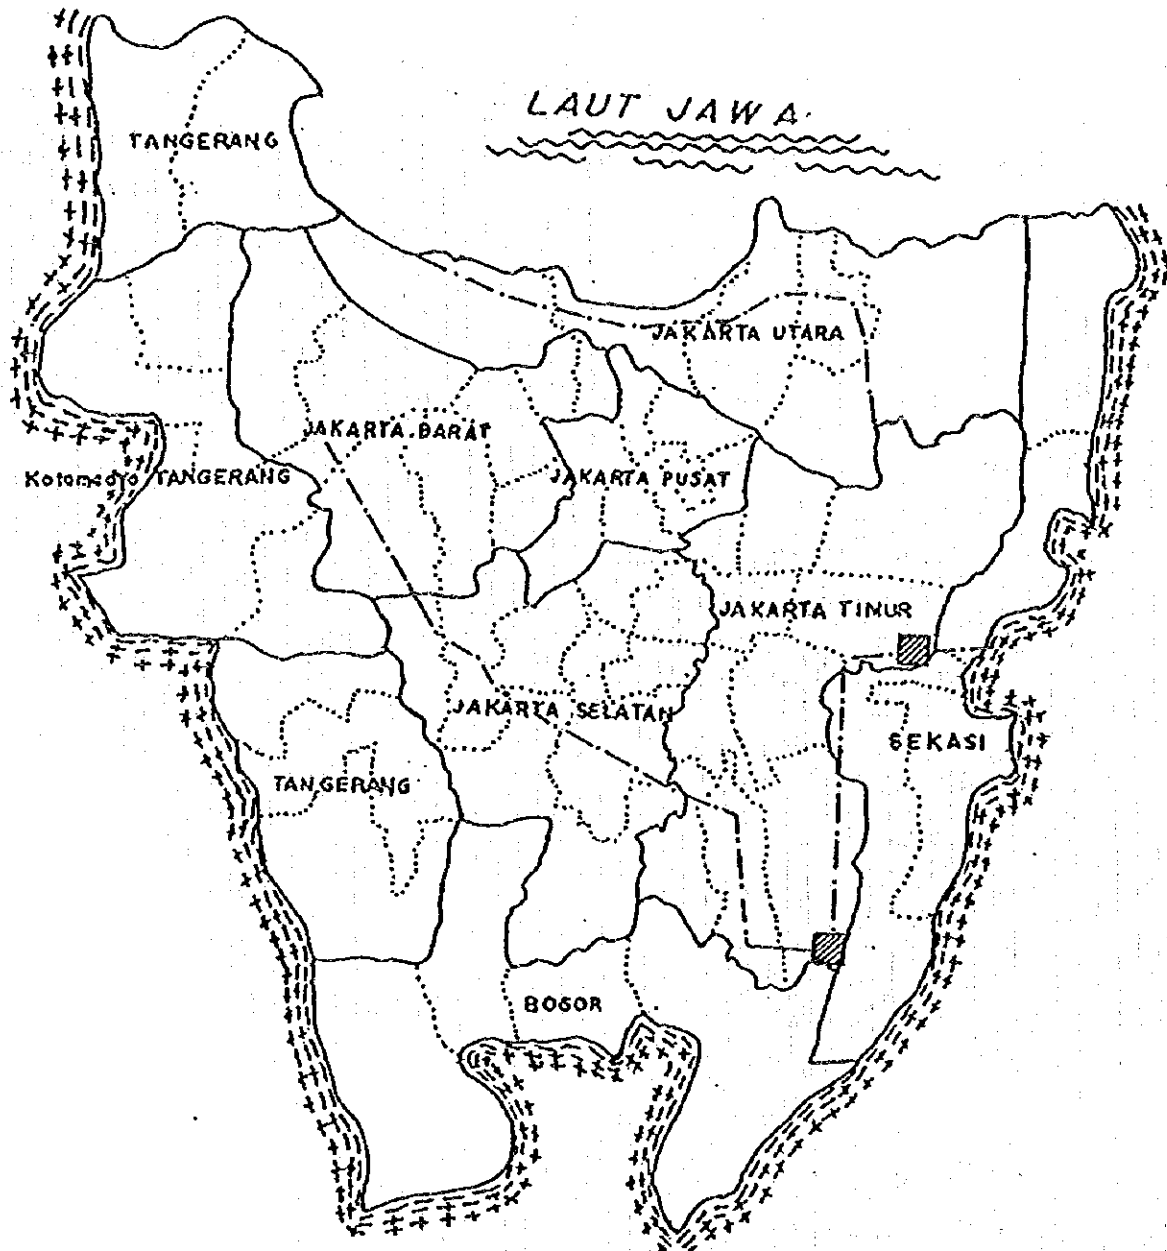 LAUT JAWA
TANGERANG
JAKARTA UTARA
JAKARTA BARAT
JAKARTA PUSAT
Kotamadya TANGERANG
JAKARTA TIMUR
JAKARTA SELATAN
BEKASI
TANGERANG
BOGOR